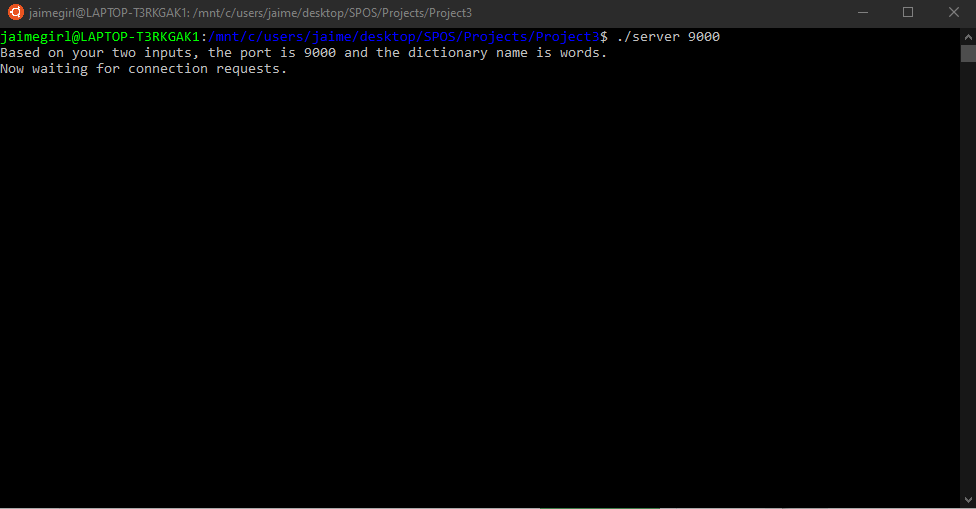 jaimegirl@LAPTOP-T3RKGAK1: /mnt/c/users/jaime/desktop/SPOS/Projects/Project3
jaimegirl@LAPTOP-T3RKGAK1:/mnt/c/users/jaime/desktop/SPOS/Projects/Project3$ ./server 9000
Based on your two inputs, the port is 9000 and the dictionary name is words.
Now waiting for connection requests.